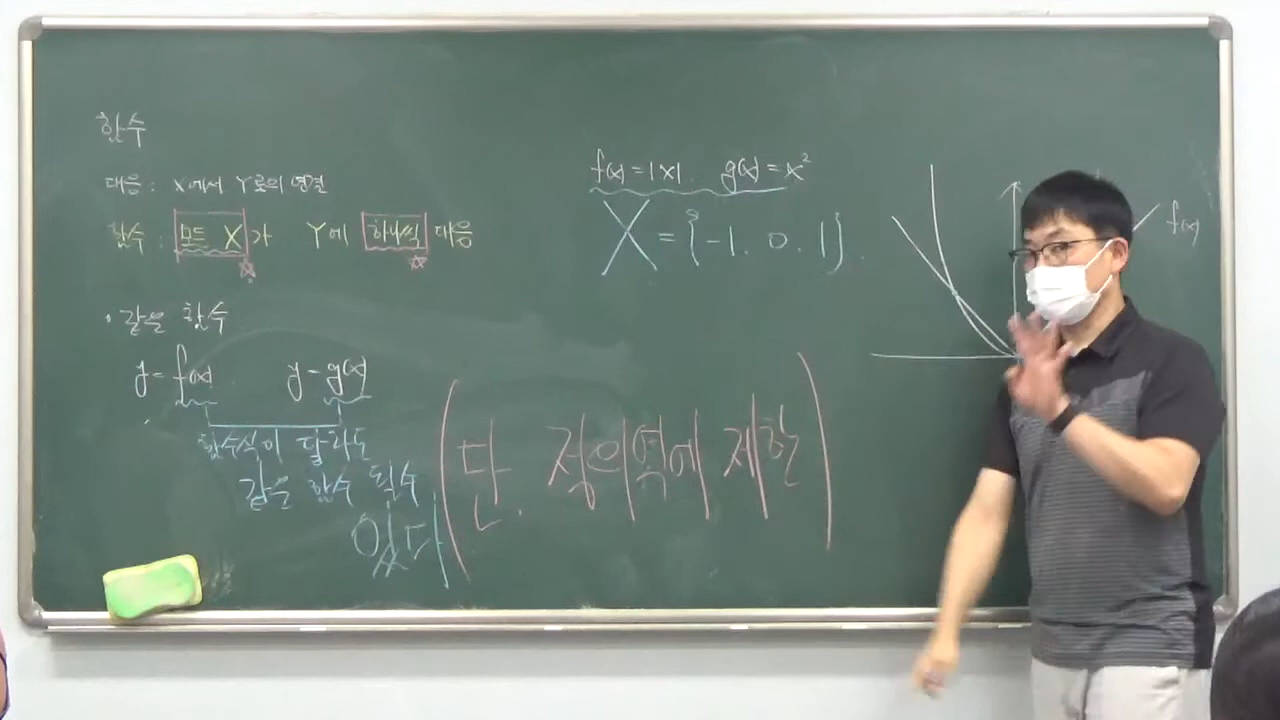 함수
대응 : X에서 Y로의 연결
함수 : 모든 X가 Y에 하나씩 대응
· 같은 함수
y = f(x) y = g(x)
함수식이 달라도
같은 함수 될수
있다
(단. 정의역에 제한)
f(x) = |x|. g(x) = x²
X = {-1. 0. 1}.
f(x)